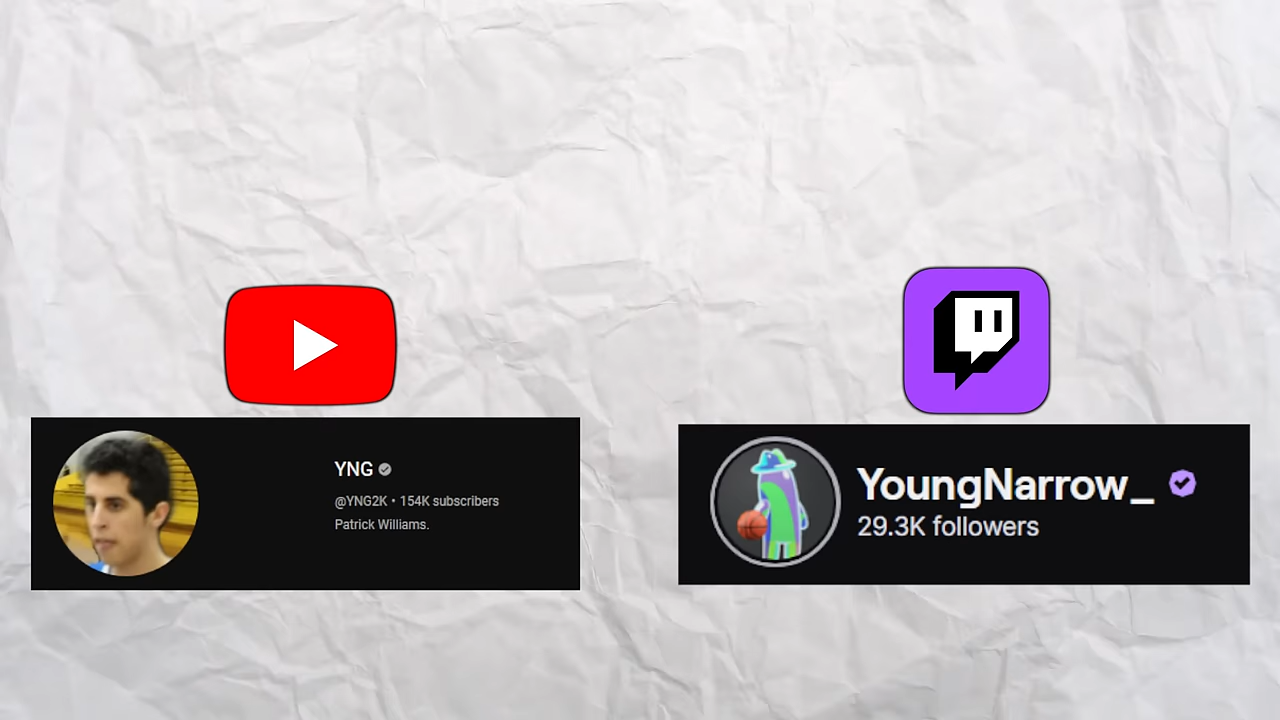 YNG
@YNG2K • 154K subscribers
Patrick Williams.
YoungNarrow_
29.3K followers